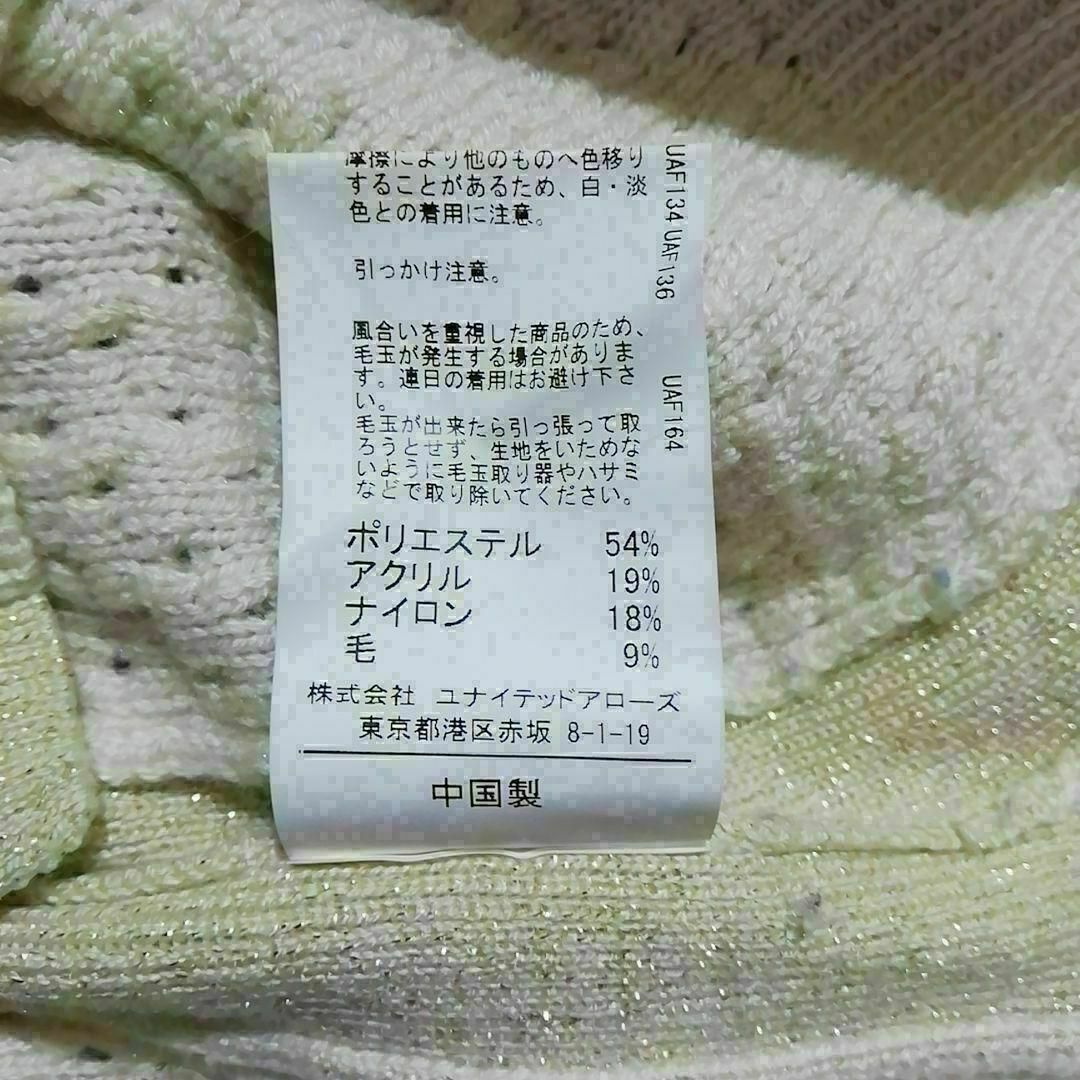 摩擦により他のものへ色移り
することがあるため、白・淡
色との着用に注意。
引っかけ注意。
風合いを重視した商品のため、
毛玉が発生する場合がありま
す。連日の着用はお避け下さ
い。
毛玉が出来たら引っ張って取
ろうとせず、生地をいためな
いように毛玉取り器やハサミ
などで取り除いてください。
ポリエステル 54%
アクリル 19%
ナイロン 18%
毛 9%
株式会社 ユナイテッドアローズ
東京都港区赤坂 8-1-19
中国製
UAF134 UAF136
UAF164